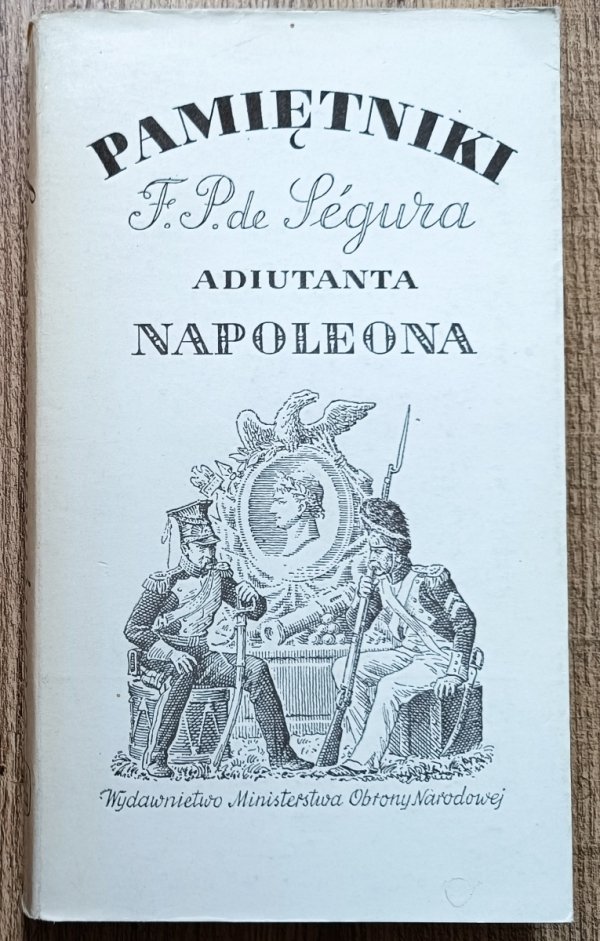 PAMIĘTNIKI
F. P. de Ségura
ADIUTANTA
NAPOLEONA
Wydawnictwo Ministerstwa Obrony Narodowej